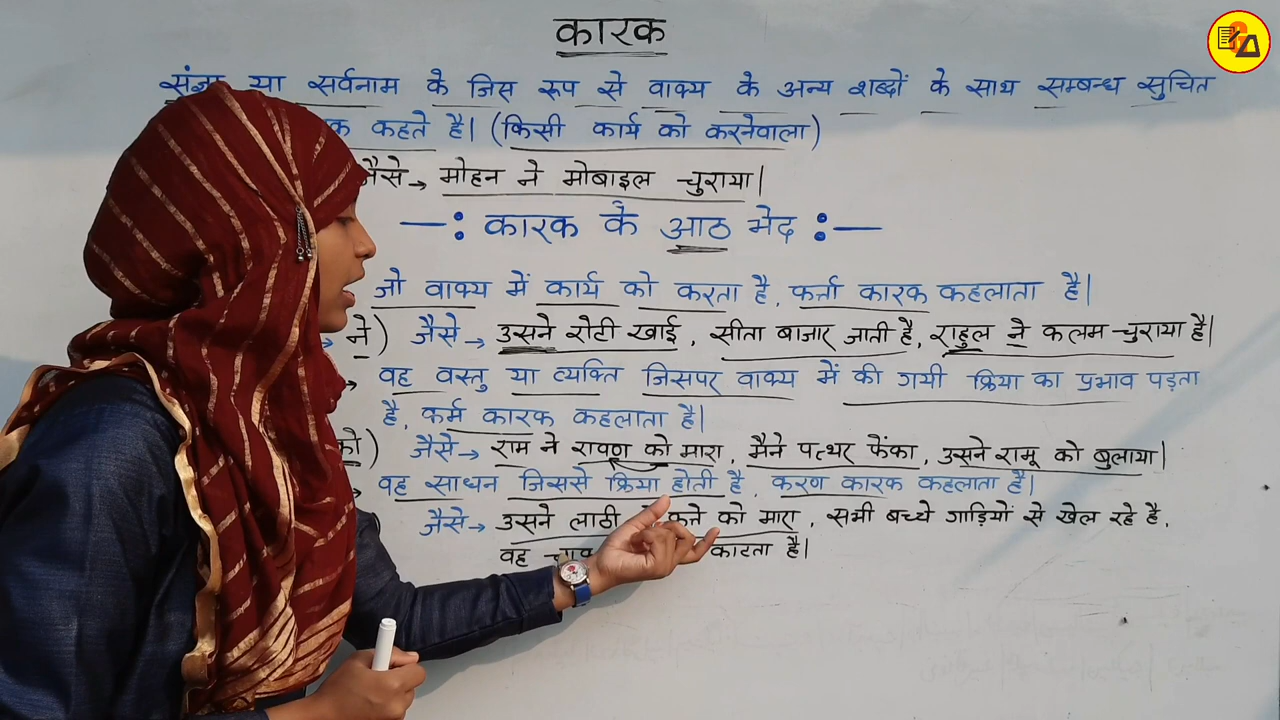 कारक
संज्ञा या सर्वनाम के जिस रूप से वाक्य के अन्य शब्दों के साथ सम्बन्ध सुचित
कहते है। (किसी कार्य को करनेवाला)
जैसे→ मोहन ने मोबाइल चुराया।
—: कारक के आठ भेद :—
जो वाक्य में कार्य को करता है, कर्त्ता कारक कहलाता है।
ने) जैसे→ उसने रोटी खाई, सीता बाजार जाती है, राहुल ने कलम चुराया है।
वह वस्तु या व्यक्ति जिसपर वाक्य में की गयी क्रिया का प्रभाव पड़ता
है, कर्म कारक कहलाता है।
को) जैसे→ राम ने रावण को मारा, मैने पत्थर फेंका, उसने रामू को बुलाया।
वह साधन जिससे क्रिया होती है, करण कारक कहलाता है।
जैसे→ उसने लाठी कुत्ते को मारा, सभी बच्चे गाड़ियों से खेल रहे है,
वह काटता है।